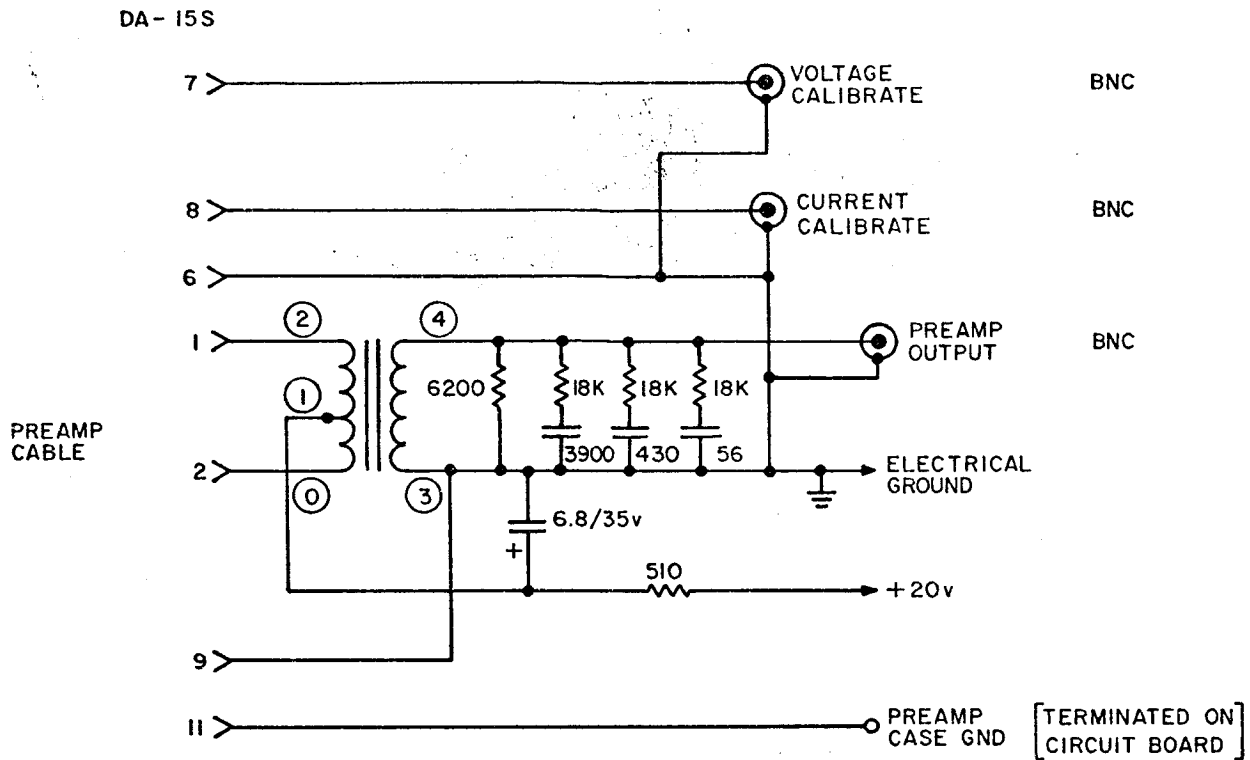 DA-15S
7
VOLTAGE
CALIBRATE
BNC
8
CURRENT
CALIBRATE
BNC
6
1
2
4
PREAMP
OUTPUT
BNC
6200
18K
18K
18K
1
3900
430
56
PREAMP
CABLE
2
0
3
ELECTRICAL
GROUND
6.8/35v
+
510
+20v
9
11
PREAMP
CASE GND
[TERMINATED ON
CIRCUIT BOARD]